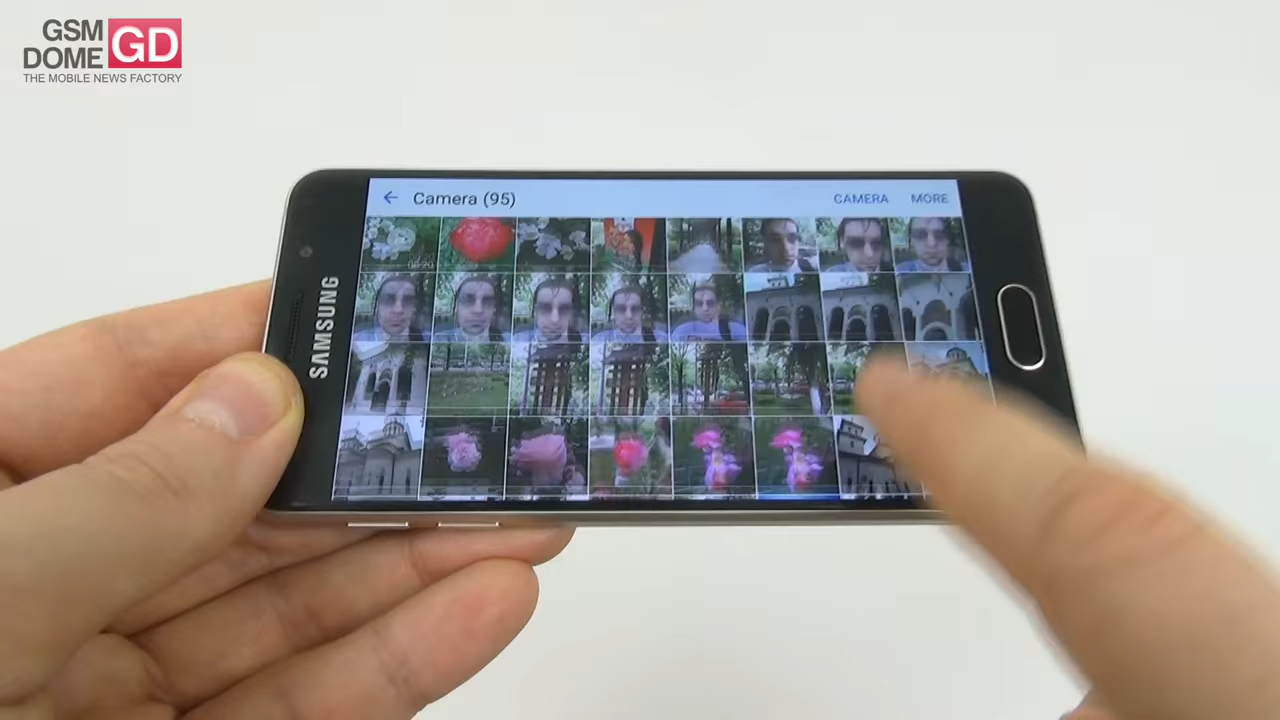 GSM
DOME GD
THE MOBILE NEWS FACTORY
Camera (95)
CAMERA
MORE
SAMSUNG